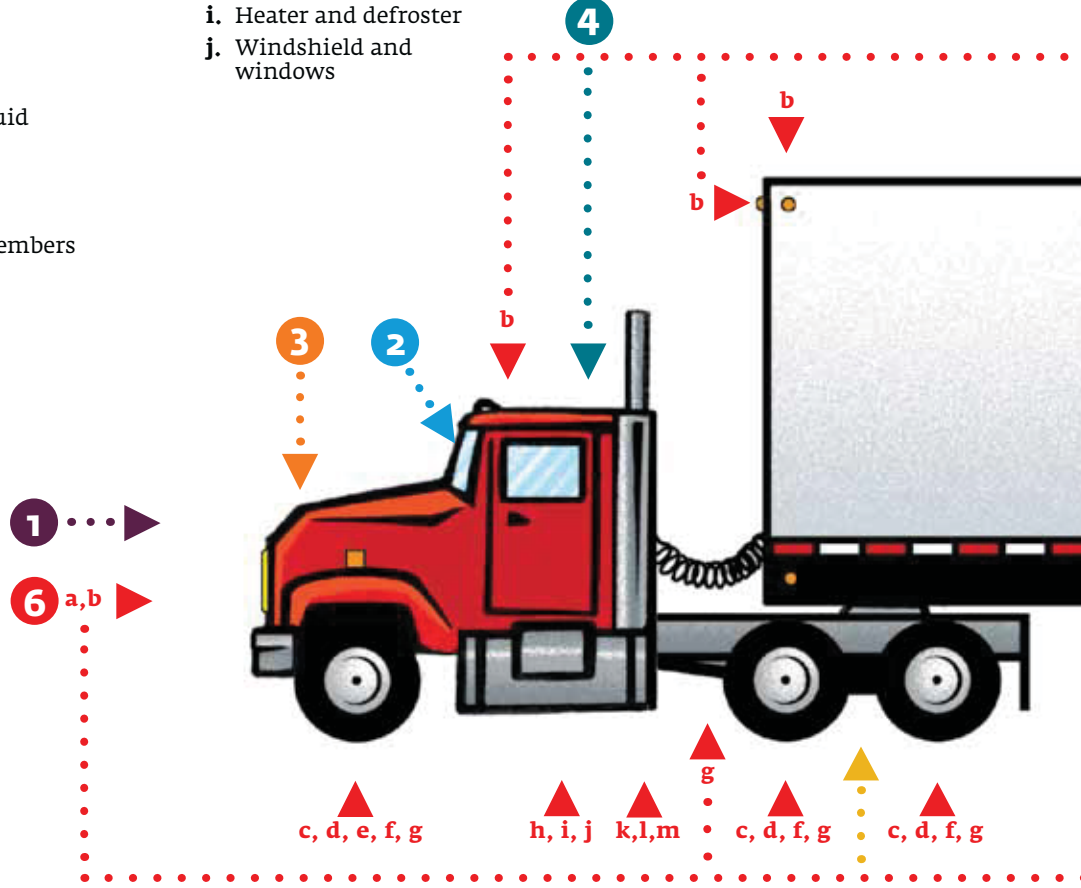 i. Heater and defroster
j. Windshield and
windows
uid
embers
4
b
b
b
3
2
1
6 a,b
g
c, d, e, f, g
h, i, j
k,l,m
c, d, f, g
c, d, f, g